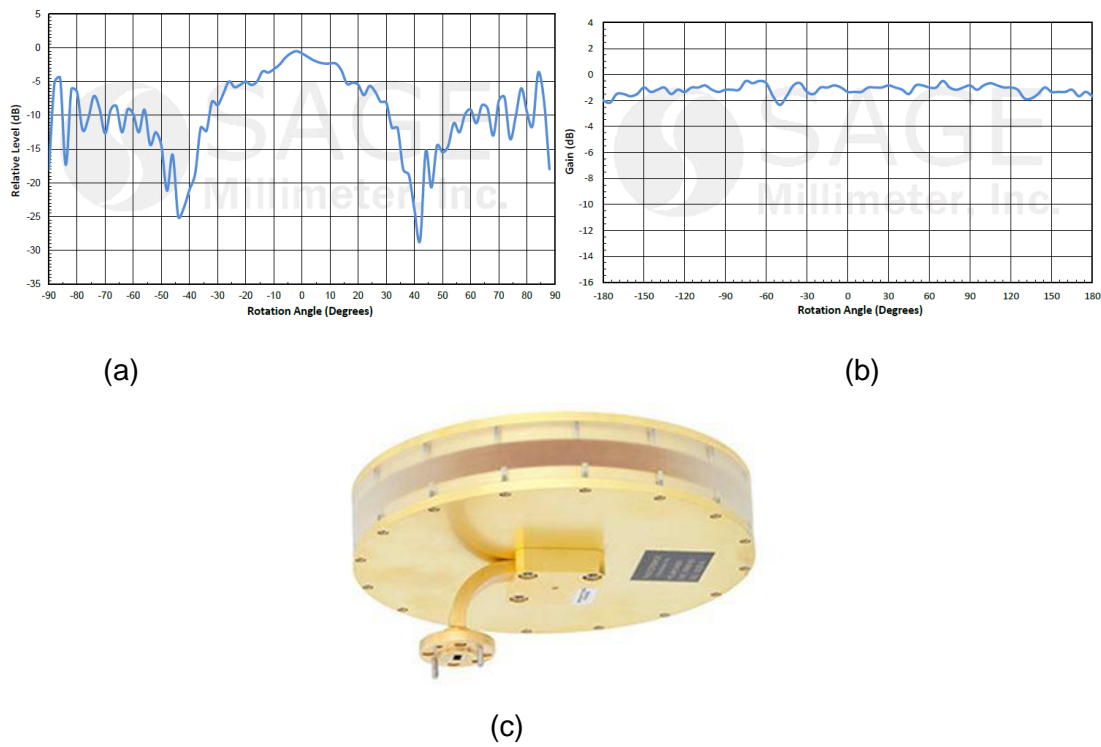 5
0
-5
-10
-15
-20
-25
-30
-35
Relative Level (dB)
-90 -80 -70 -60 -50 -40 -30 -20 -10 0 10 20 30 40 50 60 70 80 90
Rotation Angle (Degrees)
SAGE
Millimeter, Inc.
4
2
0
-2
-4
-6
-8
-10
-12
-14
-16
Gain (dB)
-180 -150 -120 -90 -60 -30 0 30 60 90 120 150 180
Rotation Angle (Degrees)
SAGE
Millimeter, Inc.
(a)
(b)
(c)